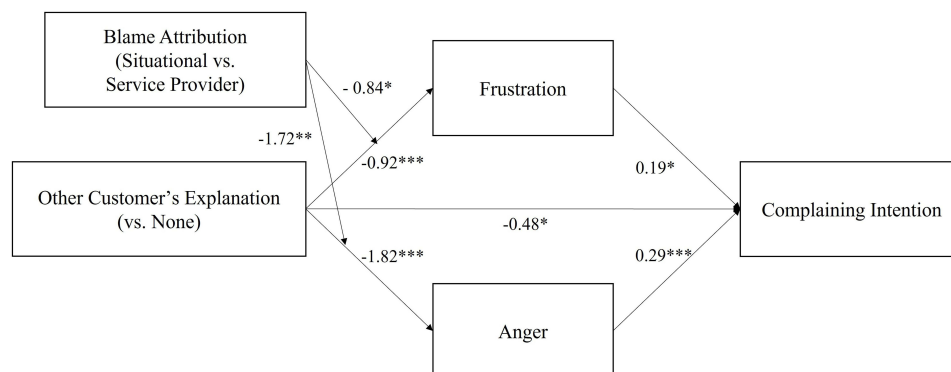 Blame Attribution
(Situational vs.
Service Provider)
Frustration
- 0.84*
-1.72**
-0.92***
0.19*
Other Customer’s Explanation
(vs. None)
Complaining Intention
-0.48*
-1.82***
0.29***
Anger